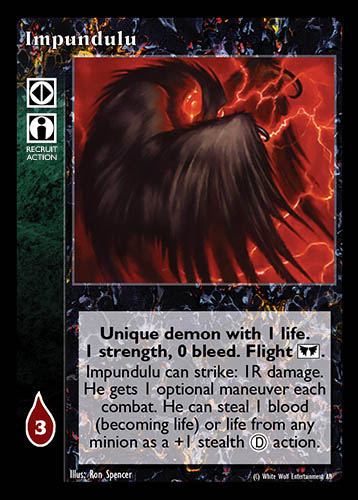 Impundulu
RECRUIT
ACTION
Unique demon with 1 life.
1 strength, 0 bleed. Flight.
Impundulu can strike: 1R damage.
He gets 1 optional maneuver each
combat. He can steal 1 blood
(becoming life) or life from any
minion as a +1 stealth Ⓓ action.
3
Illus: Ron Spencer
(C) White Wolf Entertainment AB